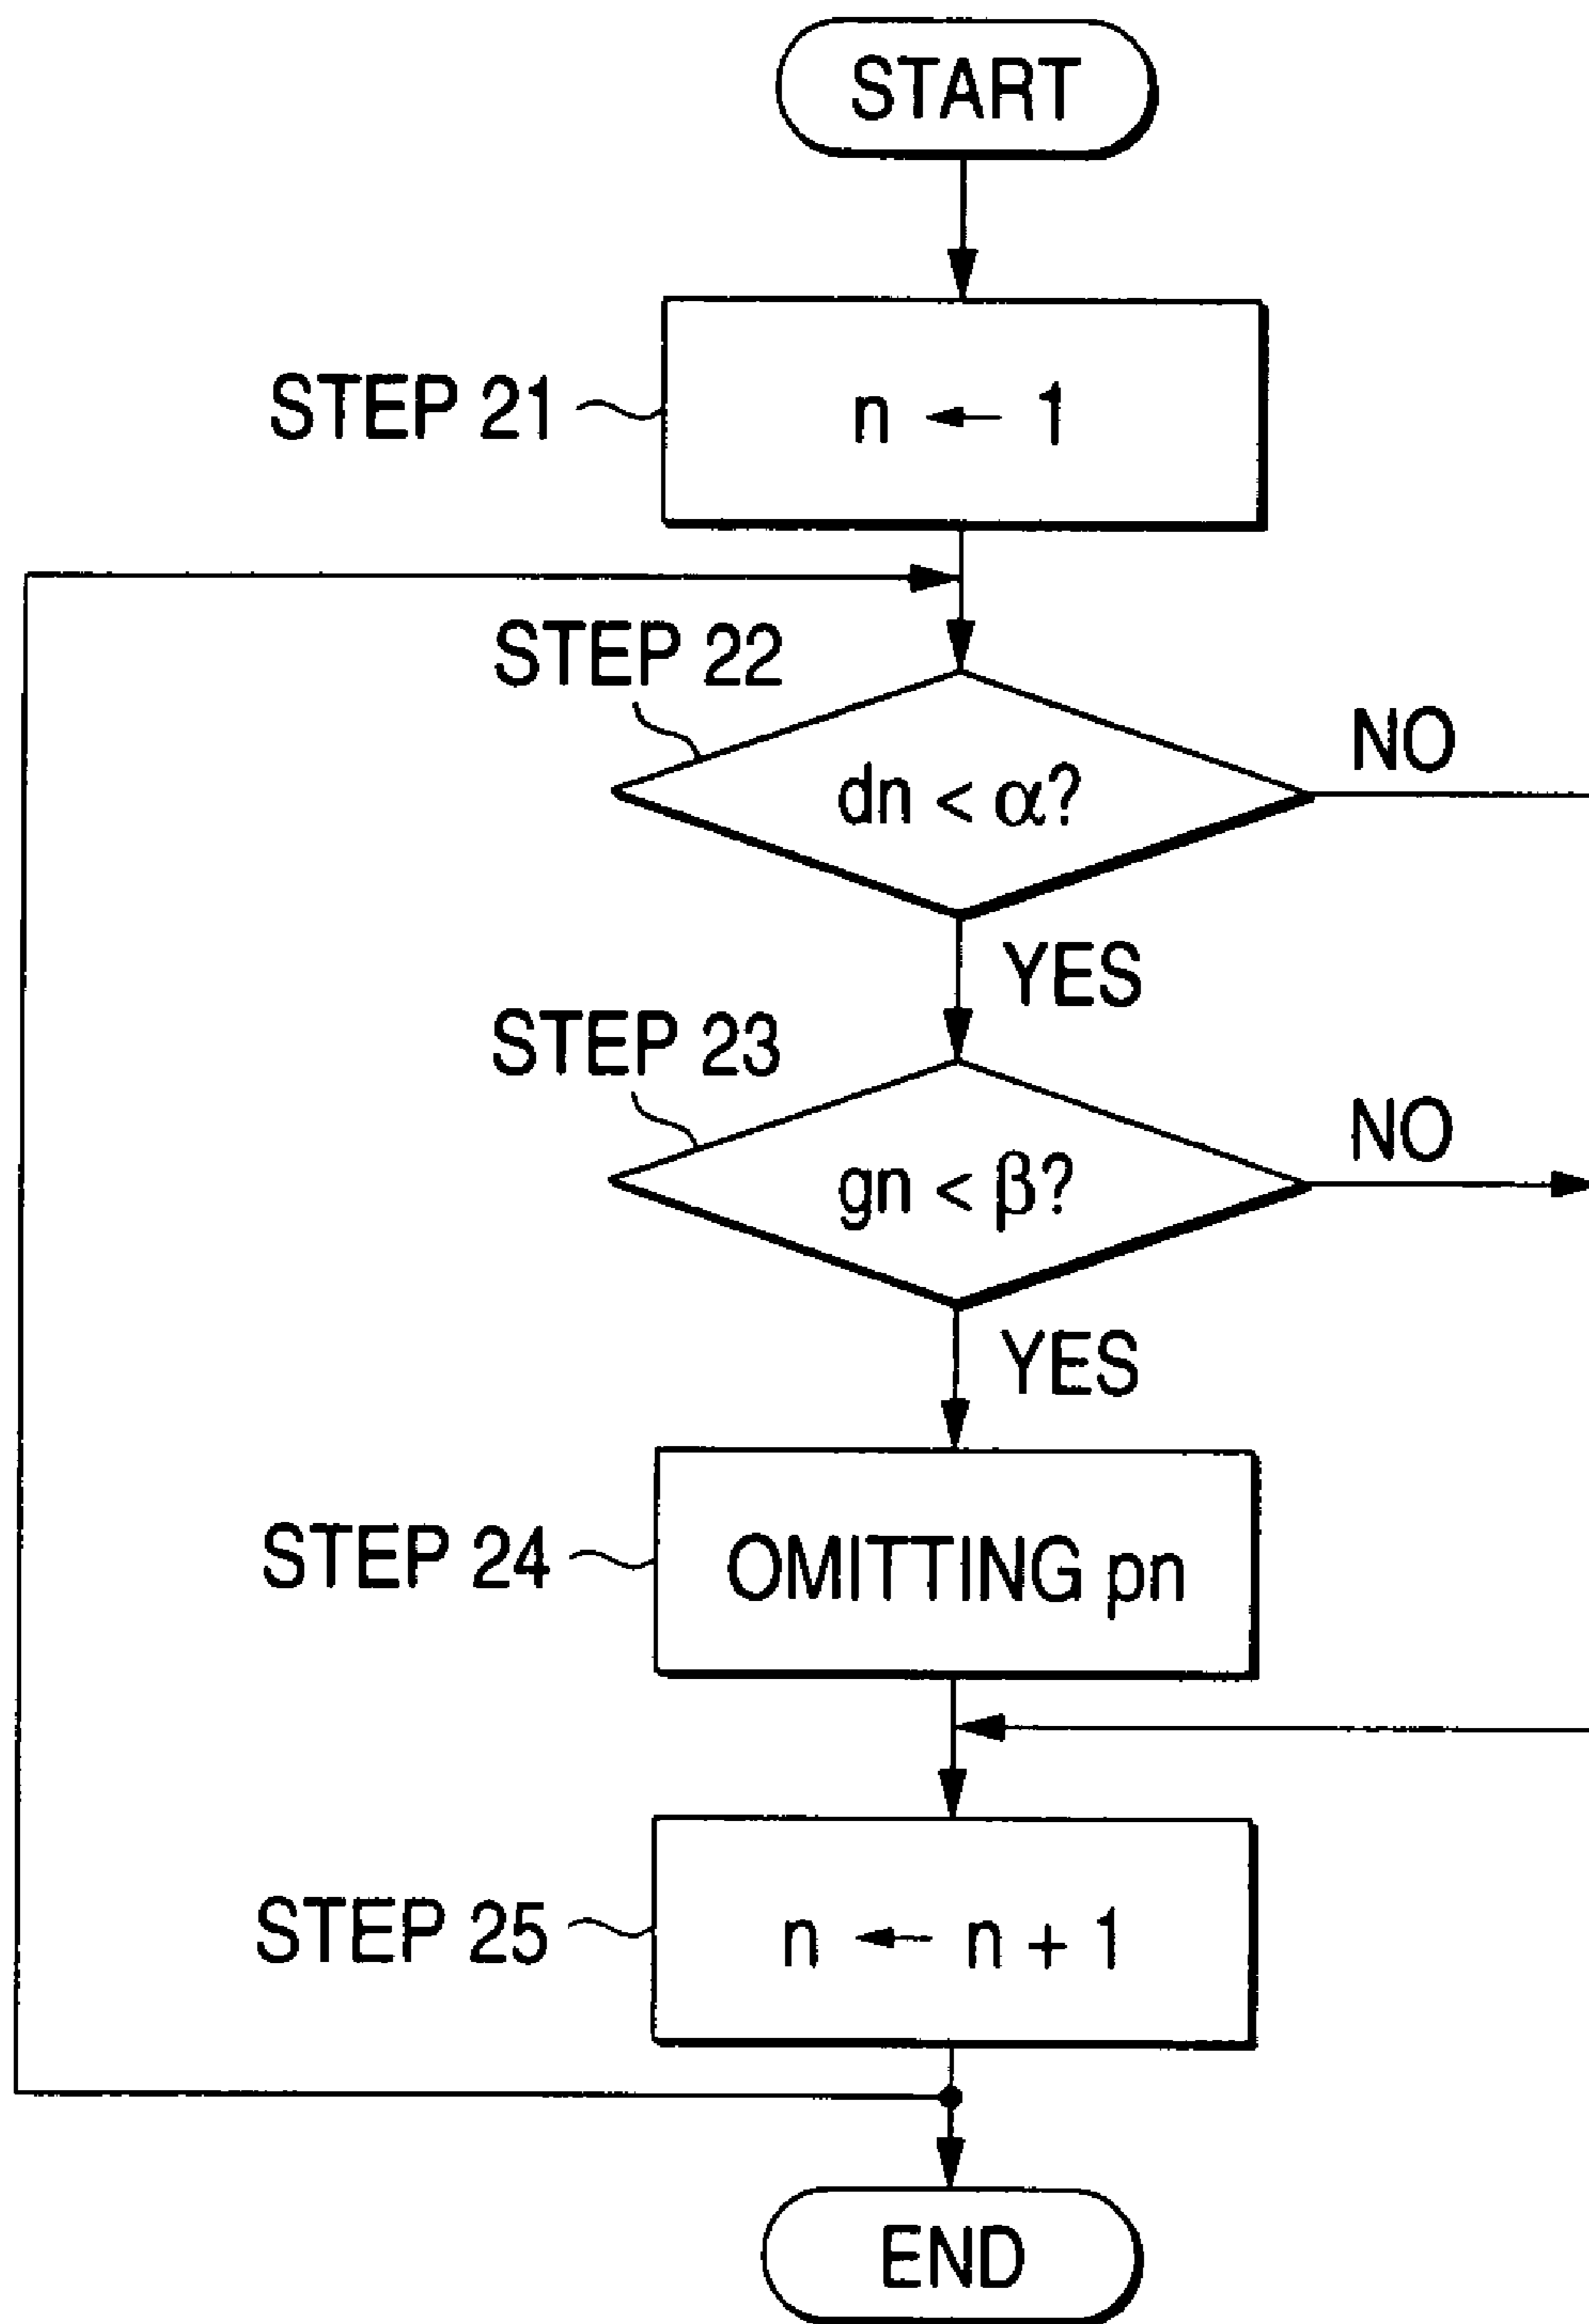 START
STEP 21
n ← 1
STEP 22
dn < α?
NO
YES
STEP 23
gn < β?
NO
YES
STEP 24
OMITTING pn
STEP 25
n ← n + 1
END